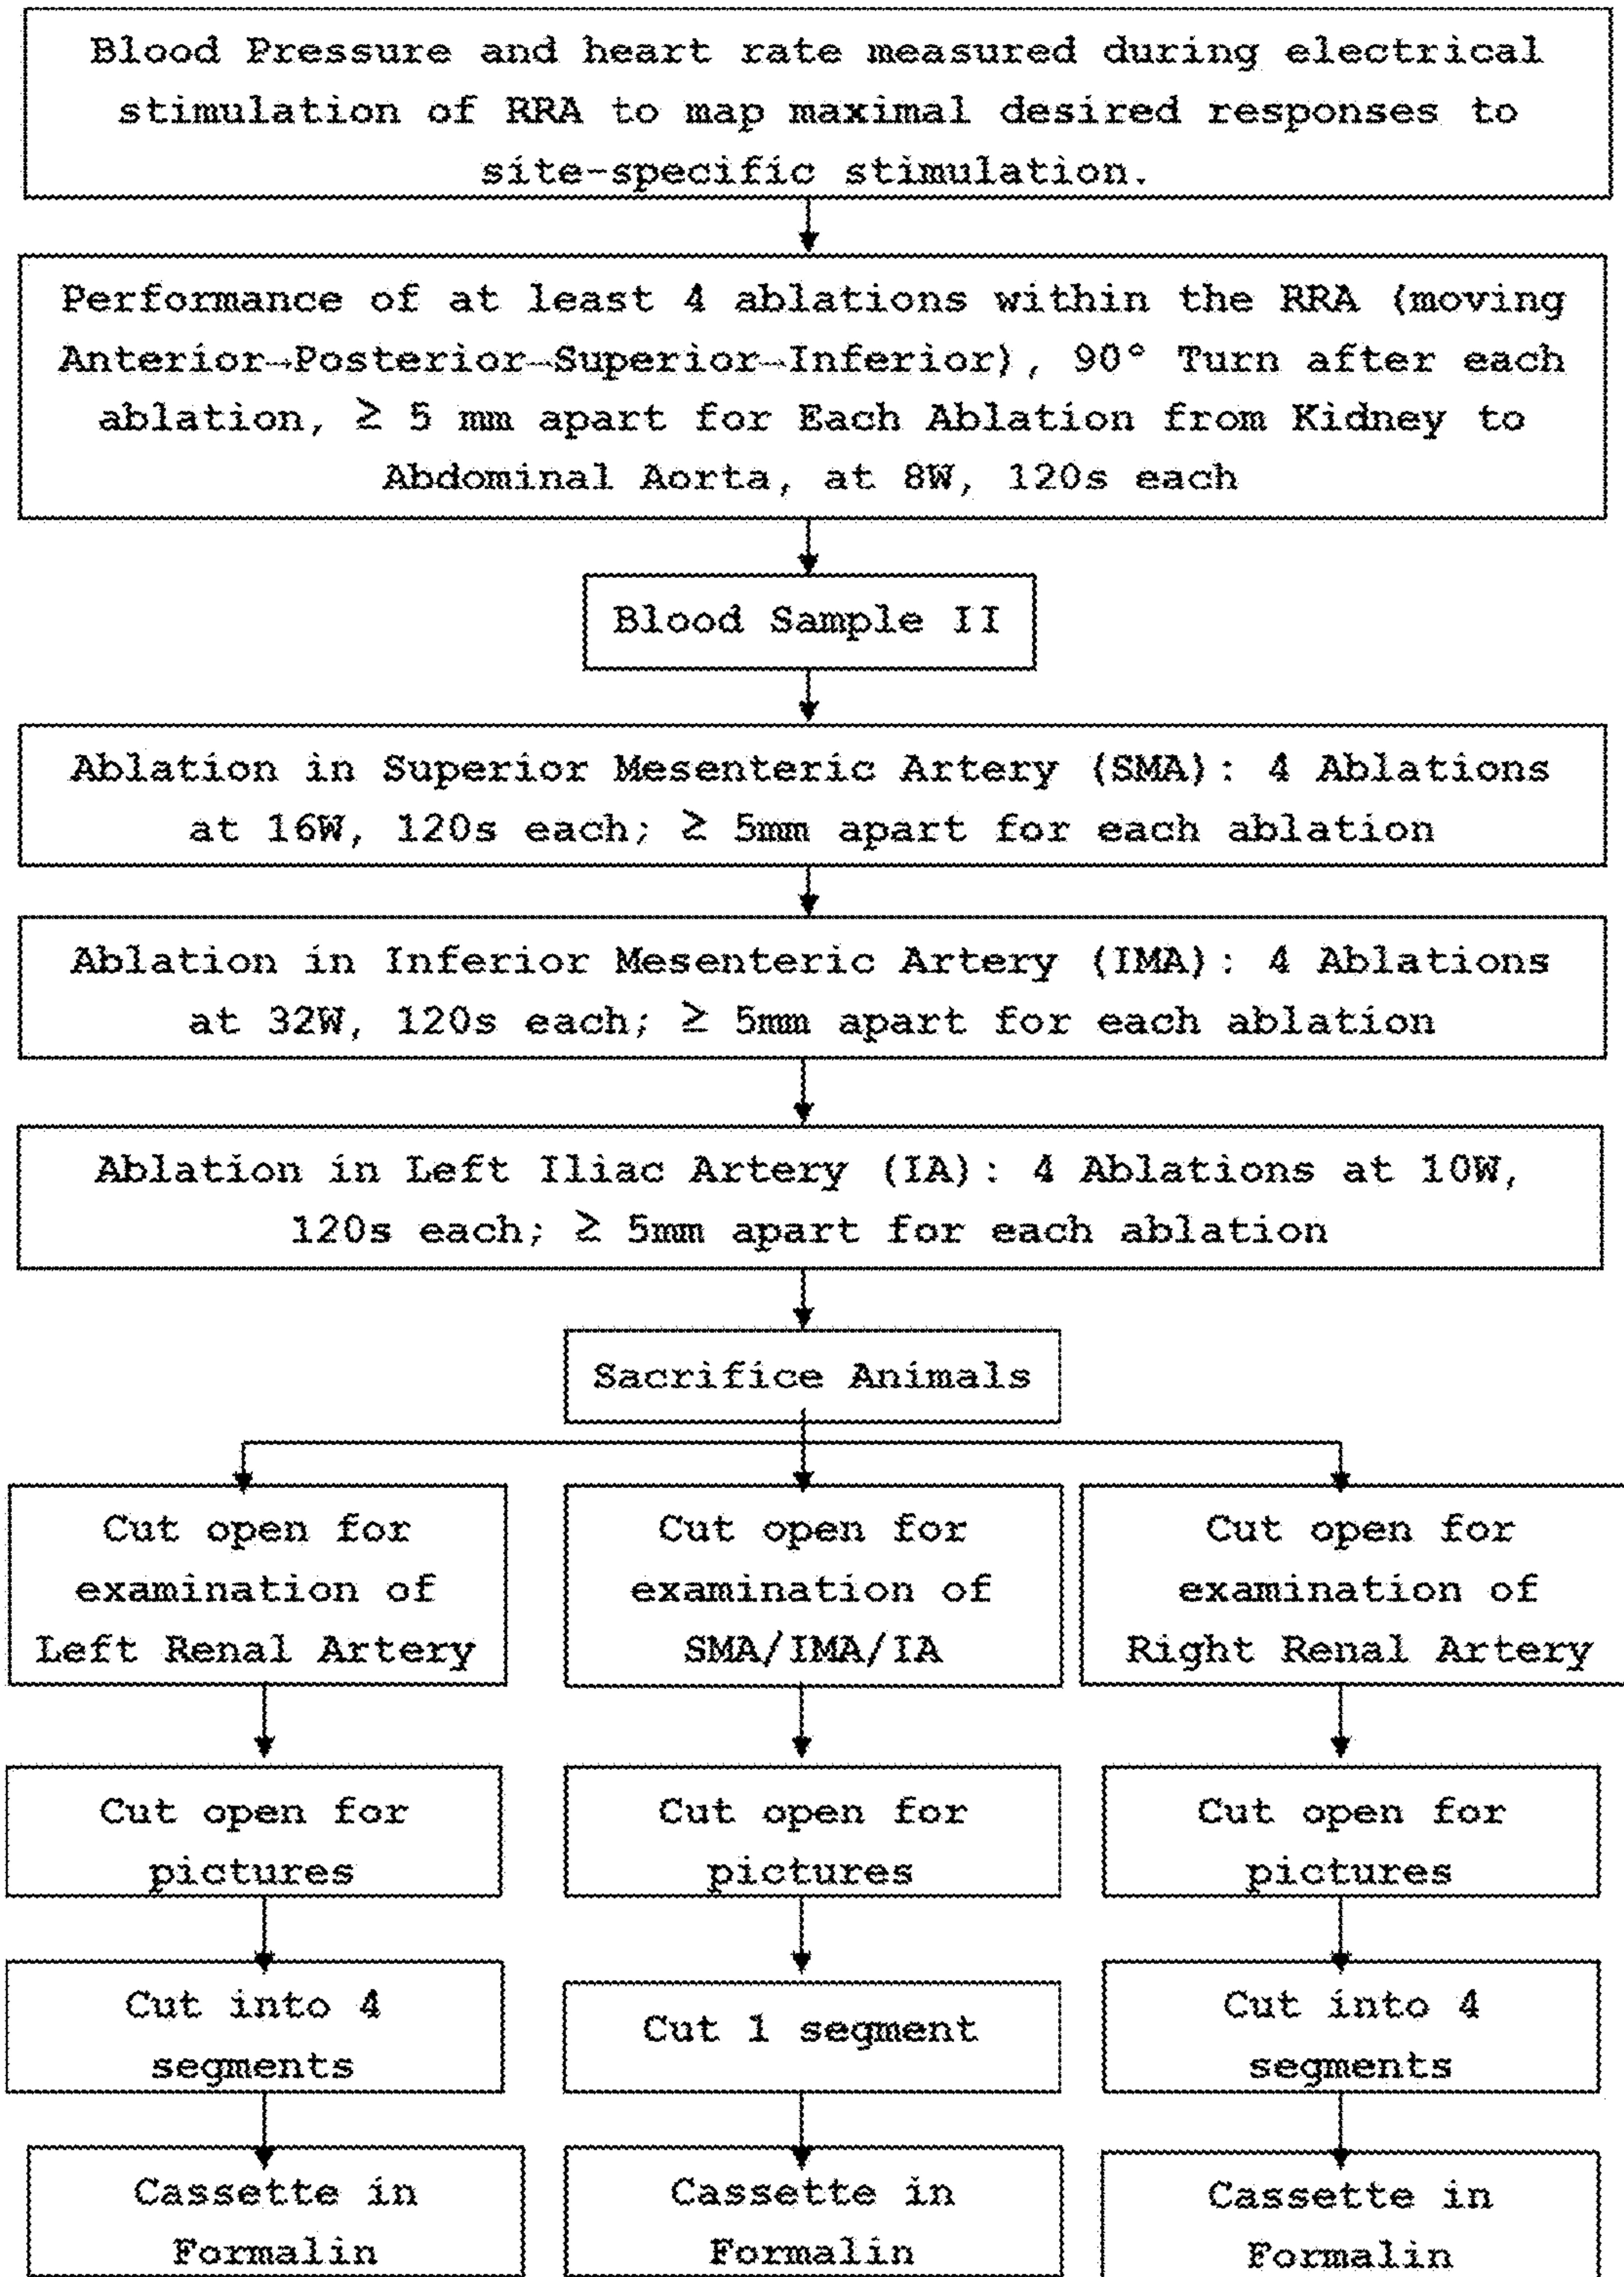 Blood Pressure and heart rate measured during electrical
stimulation of RRA to map maximal desired responses to
site-specific stimulation.
Performance of at least 4 ablations within the RRA (moving
Anterior→Posterior→Superior→Inferior), 90° Turn after each
ablation, ≥ 5 mm apart for Each Ablation from Kidney to
Abdominal Aorta, at 8W, 120s each
Blood Sample II
Ablation in Superior Mesenteric Artery (SMA): 4 Ablations
at 16W, 120s each; ≥ 5mm apart for each ablation
Ablation in Inferior Mesenteric Artery (IMA): 4 Ablations
at 32W, 120s each; ≥ 5mm apart for each ablation
Ablation in Left Iliac Artery (IA): 4 Ablations at 10W,
120s each; ≥ 5mm apart for each ablation
Sacrifice Animals
Cut open for
examination of
Left Renal Artery
Cut open for
examination of
SMA/IMA/IA
Cut open for
examination of
Right Renal Artery
Cut open for
pictures
Cut open for
pictures
Cut open for
pictures
Cut into 4
segments
Cut 1 segment
Cut into 4
segments
Cassette in
Formalin
Cassette in
Formalin
Cassette in
Formalin